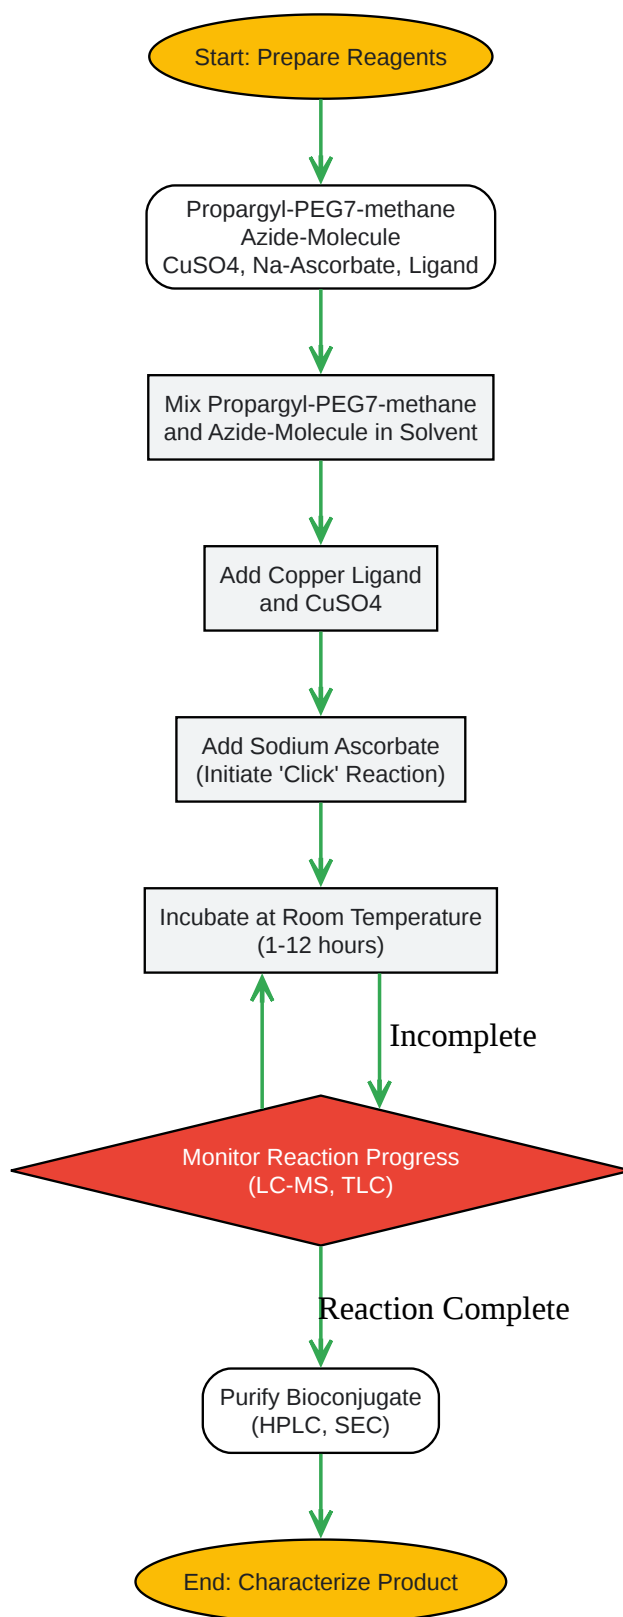 Start: Prepare Reagents
Propargyl-PEG7-methane
Azide-Molecule
CuSO4, Na-Ascorbate, Ligand
Mix Propargyl-PEG7-methane
and Azide-Molecule in Solvent
Add Copper Ligand
and CuSO4
Add Sodium Ascorbate
(Initiate 'Click' Reaction)
Incubate at Room Temperature
(1-12 hours)
Incomplete
Monitor Reaction Progress
(LC-MS, TLC)
Reaction Complete
Purify Bioconjugate
(HPLC, SEC)
End: Characterize Product